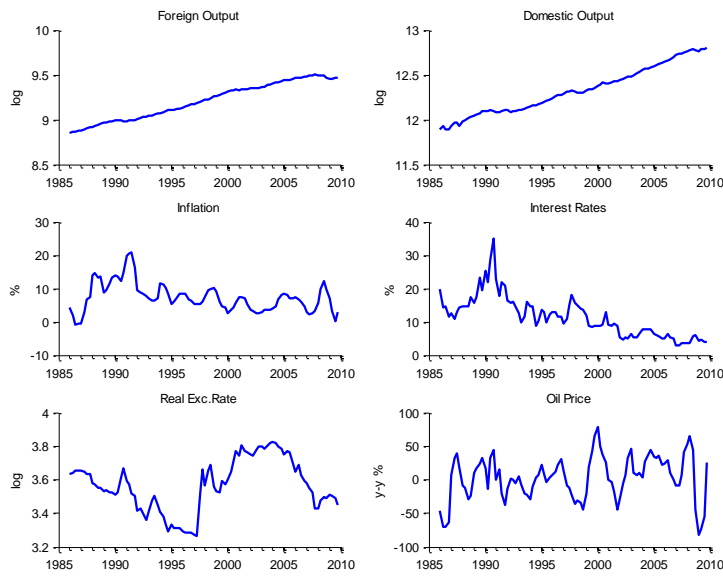 Foreign Output
10
9.5
9
8.5
log
1985 1990 1995 2000 2005 2010
Domestic Output
13
12.5
12
11.5
log
1985 1990 1995 2000 2005 2010
Inflation
30
20
10
0
-10
%
1985 1990 1995 2000 2005 2010
Interest Rates
40
30
20
10
0
%
1985 1990 1995 2000 2005 2010
Real Exc.Rate
4
3.8
3.6
3.4
3.2
log
1985 1990 1995 2000 2005 2010
Oil Price
100
50
0
-50
-100
y-y %
1985 1990 1995 2000 2005 2010